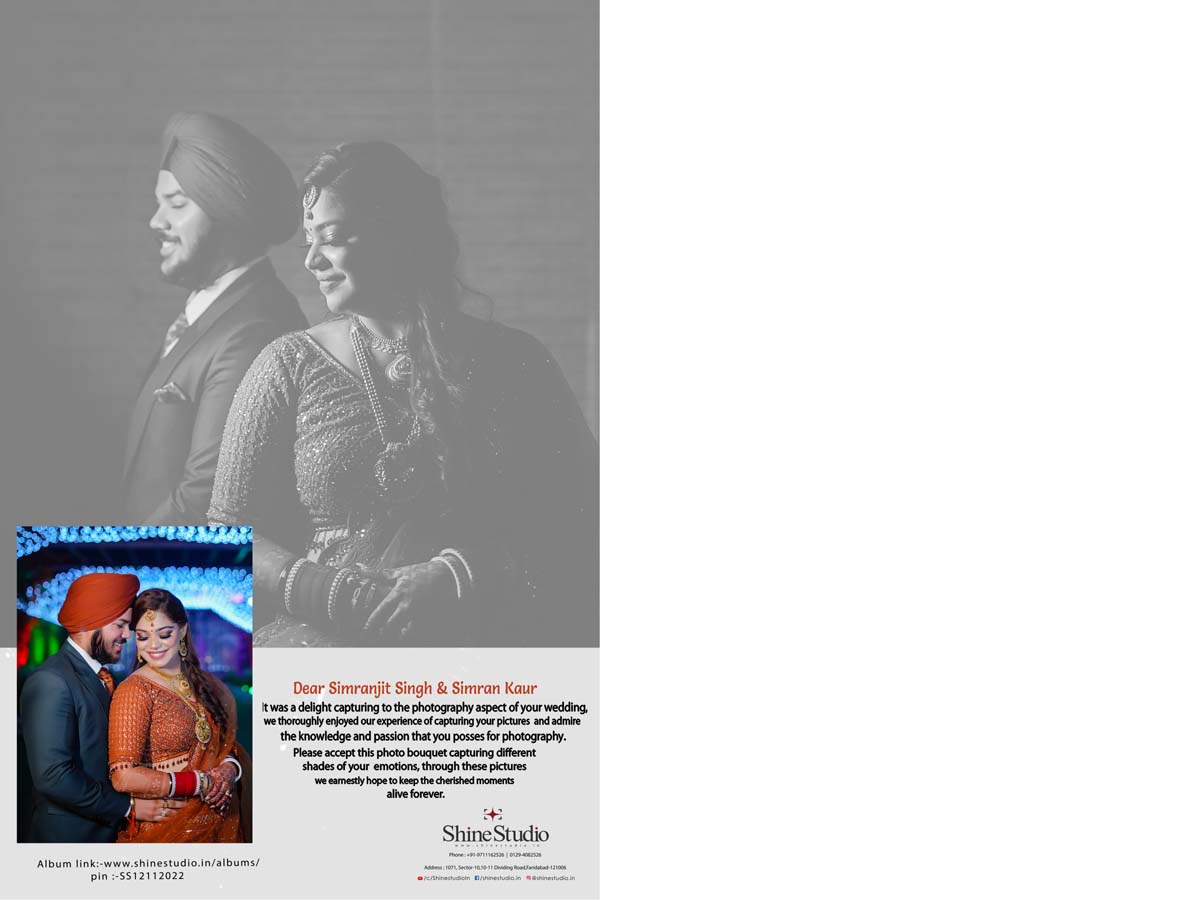 Dear Simranjit Singh & Simran Kaur
It was a delight capturing to the photography aspect of your wedding,
we thoroughly enjoyed our experience of capturing your pictures and admire
the knowledge and passion that you posses for photography.
Please accept this photo bouquet capturing different
shades of your emotions, through these pictures
we earnestly hope to keep the cherished moments
alive forever.
Shine Studio
www.shinestudio.in
Phone : +91-9711162526 | 0129-4082526
Address : 1071, Sector-10,10-11 Dividing Road,Faridabad-121006
/c/ShinestudioIn /shinestudio.in @shinestudio.in
Album link:-www.shinestudio.in/albums/
pin :-SS12112022